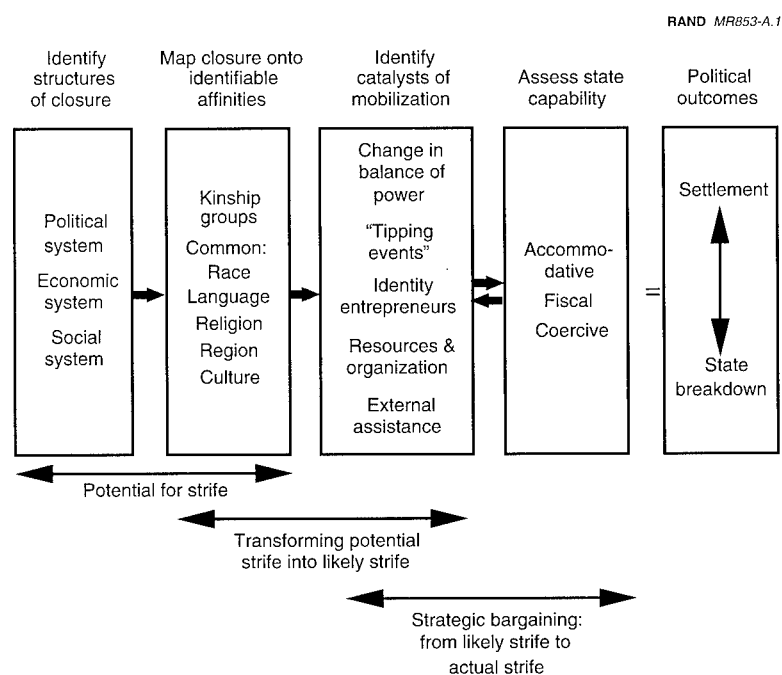 RAND MR853-A.1
Identify
structures
of closure
Map closure onto
identifiable
affinities
Identify
catalysts of
mobilization
Assess state
capability
Political
outcomes
Political
system
Economic
system
Social
system
Kinship
groups
Common:
Race
Language
Religion
Region
Culture
Change in
balance of
power
“Tipping
events”
Identity
entrepreneurs
Resources &
organization
External
assistance
Accommo-
dative
Fiscal
Coercive
=
Settlement
State
breakdown
Potential for strife
Transforming potential
strife into likely strife
Strategic bargaining:
from likely strife to
actual strife